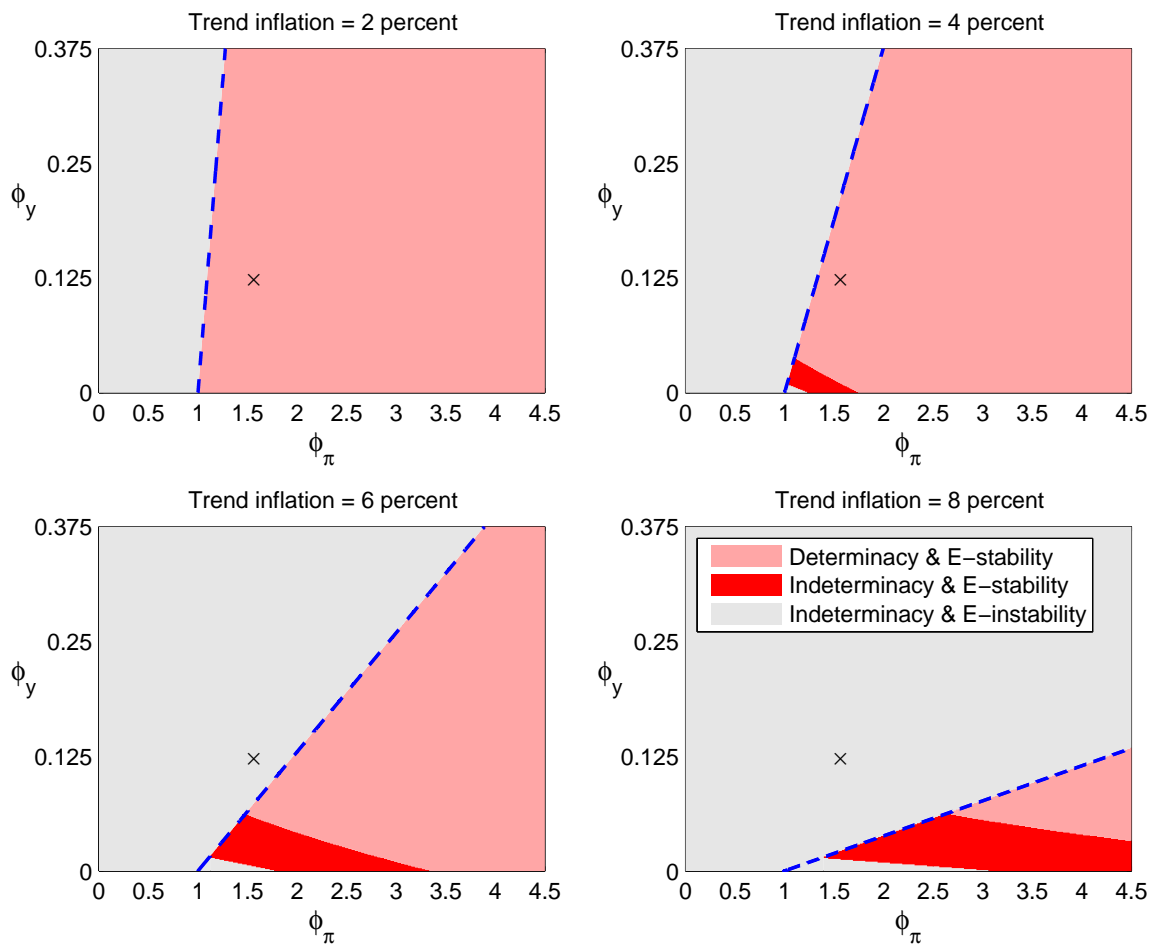 Trend inflation = 2 percent
0.375
0.25
ϕy
0.125
0
0 0.5 1 1.5 2 2.5 3 3.5 4 4.5
ϕπ
Trend inflation = 4 percent
0.375
0.25
ϕy
0.125
0
0 0.5 1 1.5 2 2.5 3 3.5 4 4.5
ϕπ
Trend inflation = 6 percent
0.375
0.25
ϕy
0.125
0
0 0.5 1 1.5 2 2.5 3 3.5 4 4.5
ϕπ
Trend inflation = 8 percent
0.375
Determinacy & E−stability
Indeterminacy & E−stability
Indeterminacy & E−instability
0.25
ϕy
0.125
0
0 0.5 1 1.5 2 2.5 3 3.5 4 4.5
ϕπ